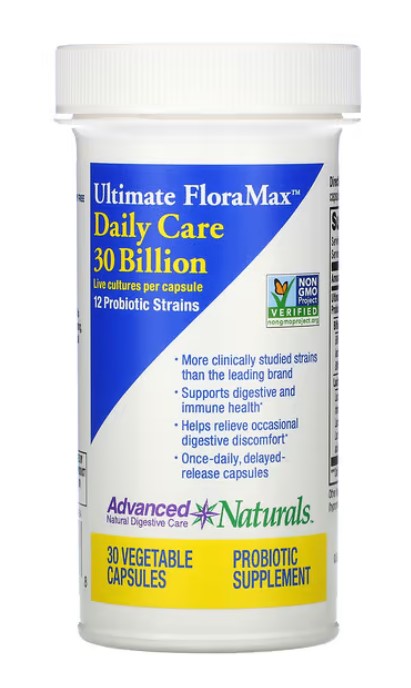 Ultimate FloraMax™
Daily Care
30 Billion
Live cultures per capsule
12 Probiotic Strains
NON
GMO
Project
VERIFIED
nongmoproject.org
• More clinically studied strains
than the leading brand
• Supports digestive and
immune health*
• Helps relieve occasional
digestive discomfort*
• Once-daily, delayed-
release capsules
Advanced Naturals™
Natural Digestive Care
30 VEGETABLE
CAPSULES
PROBIOTIC
SUPPLEMENT